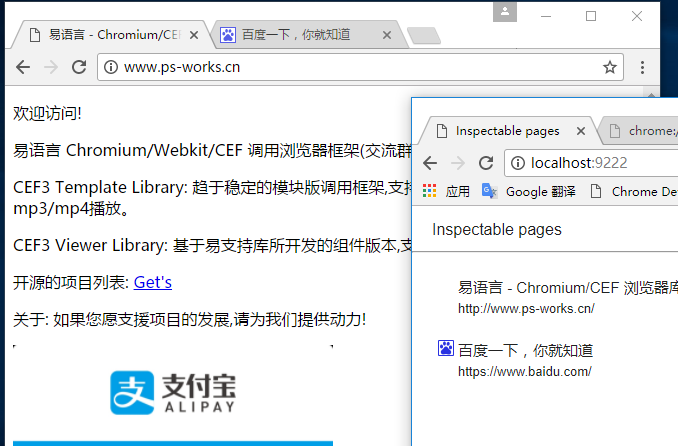 易语言 - Chromium/CEF
百度一下，你就知道
www.ps-works.cn
欢迎访问!
易语言 Chromium/Webkit/CEF 调用浏览器框架(交流群
CEF3 Template Library: 趋于稳定的模块版调用框架,支持
mp3/mp4播放。
CEF3 Viewer Library: 基于易支持库所开发的组件版本,支
开源的项目列表: Get's
关于: 如果您愿支援项目的发展,请为我们提供动力!
支付宝
ALIPAY
Inspectable pages
chrome:/
localhost:9222
应用
Google 翻译
Chrome De
Inspectable pages
易语言 - Chromium/CEF 浏览器库
http://www.ps-works.cn/
百度一下，你就知道
https://www.baidu.com/